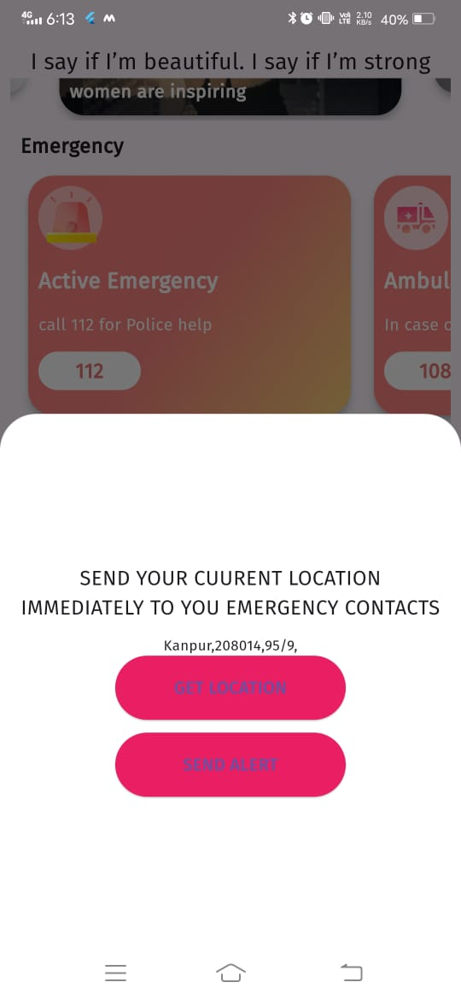 4G 6:13 VoI LTE 2.10 KB/s 40%
I say if I'm beautiful. I say if I'm strong
women are inspiring
Emergency
Active Emergency
call 112 for Police help
112
Ambul
In case o
108
SEND YOUR CUURENT LOCATION
IMMEDIATELY TO YOU EMERGENCY CONTACTS
Kanpur,208014,95/9,
GET LOCATION
SEND ALERT